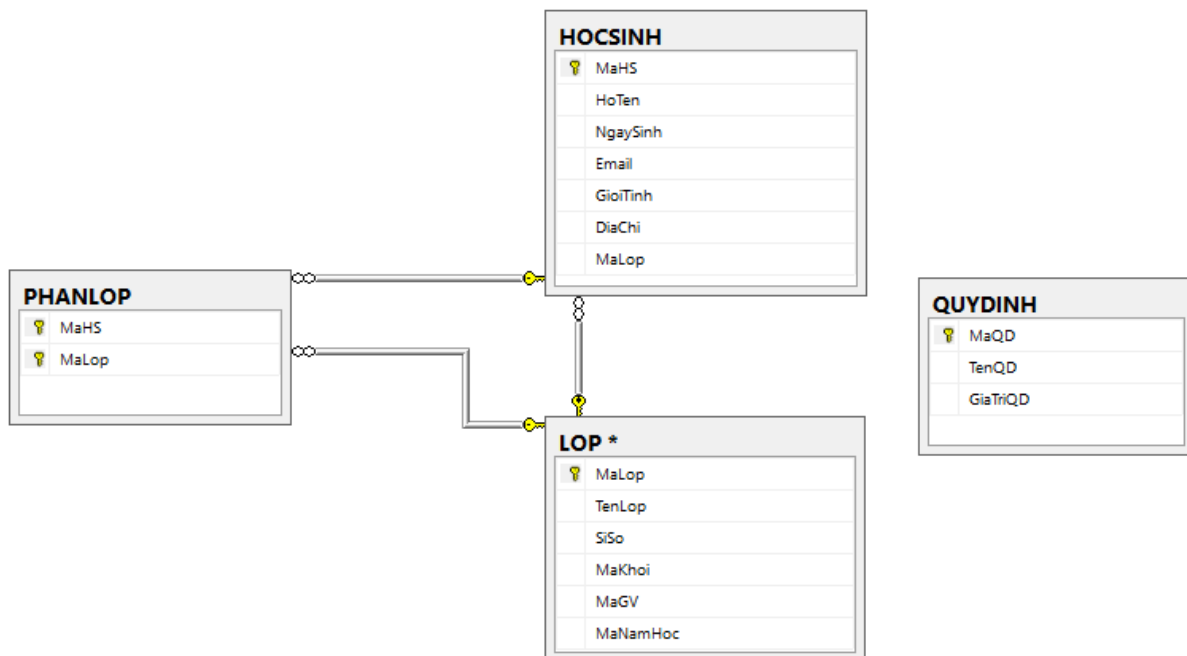 HOCSINH
MaHS
HoTen
NgaySinh
Email
GioiTinh
DiaChi
MaLop
PHANLOP
MaHS
MaLop
QUYDINH
MaQD
TenQD
GiaTriQD
LOP *
MaLop
TenLop
SiSo
MaKhoi
MaGV
MaNamHoc